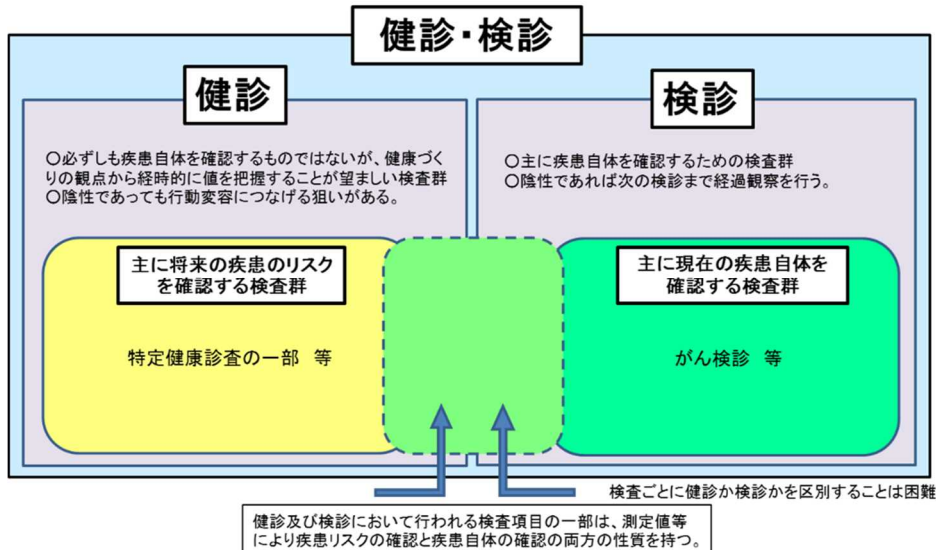 健診・検診
健診
○必ずしも疾患自体を確認するものではないが、健康づく
りの観点から経時的に値を把握することが望ましい検査群
○陰性であっても行動変容につなげる狙いがある。
主に将来の疾患のリスク
を確認する検査群
特定健康診査の一部 等
検診
○主に疾患自体を確認するための検査群
○陰性であれば次の検診まで経過観察を行う。
主に現在の疾患自体を
確認する検査群
がん検診 等
検査ごとに健診か検診かを区別することは困難
健診及び検診において行われる検査項目の一部は、測定値等
により疾患リスクの確認と疾患自体の確認の両方の性質を持つ。